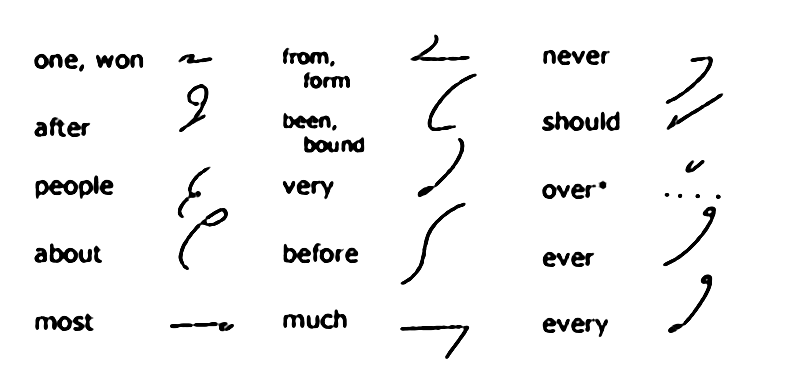 one, won
from,
form
never
after
been,
bound
should
people
very
over*
about
before
ever
most
much
every